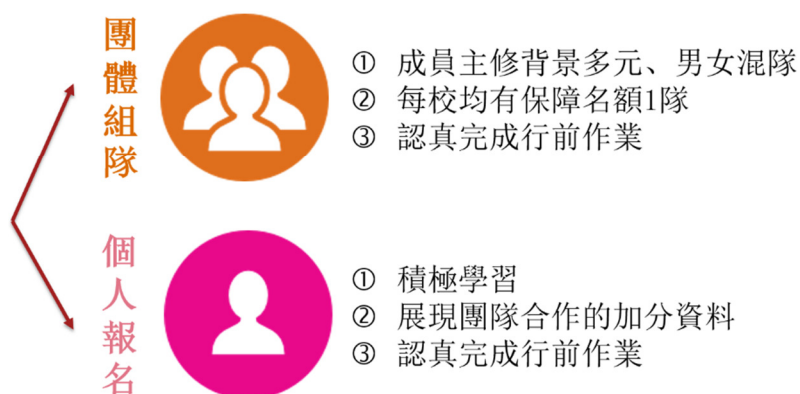 團體組隊
① 成員主修背景多元、男女混隊
② 每校均有保障名額1隊
③ 認真完成行前作業
個人報名
① 積極學習
② 展現團隊合作的加分資料
③ 認真完成行前作業